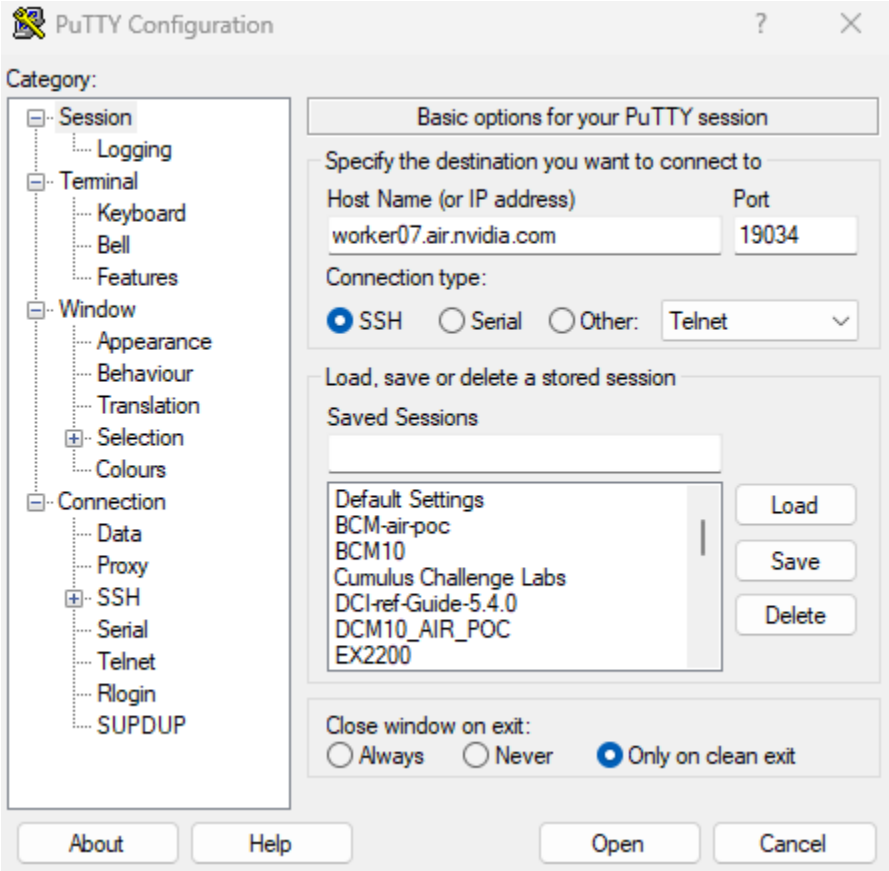 PuTTY Configuration
?
Category:
Session
Logging
Terminal
Keyboard
Bell
Features
Window
Appearance
Behaviour
Translation
Selection
Colours
Connection
Data
Proxy
SSH
Serial
Telnet
Rlogin
SUPDUP
Basic options for your PuTTY session
Specify the destination you want to connect to
Host Name (or IP address) Port
worker07.air.nvidia.com 19034
Connection type:
SSH Serial Other: Telnet
Load, save or delete a stored session
Saved Sessions
Default Settings
BCM-air-poc
BCM10
Cumulus Challenge Labs
DCI-ref-Guide-5.4.0
DCM10_AIR_POC
EX2200
Load
Save
Delete
Close window on exit:
Always Never Only on clean exit
About Help Open Cancel